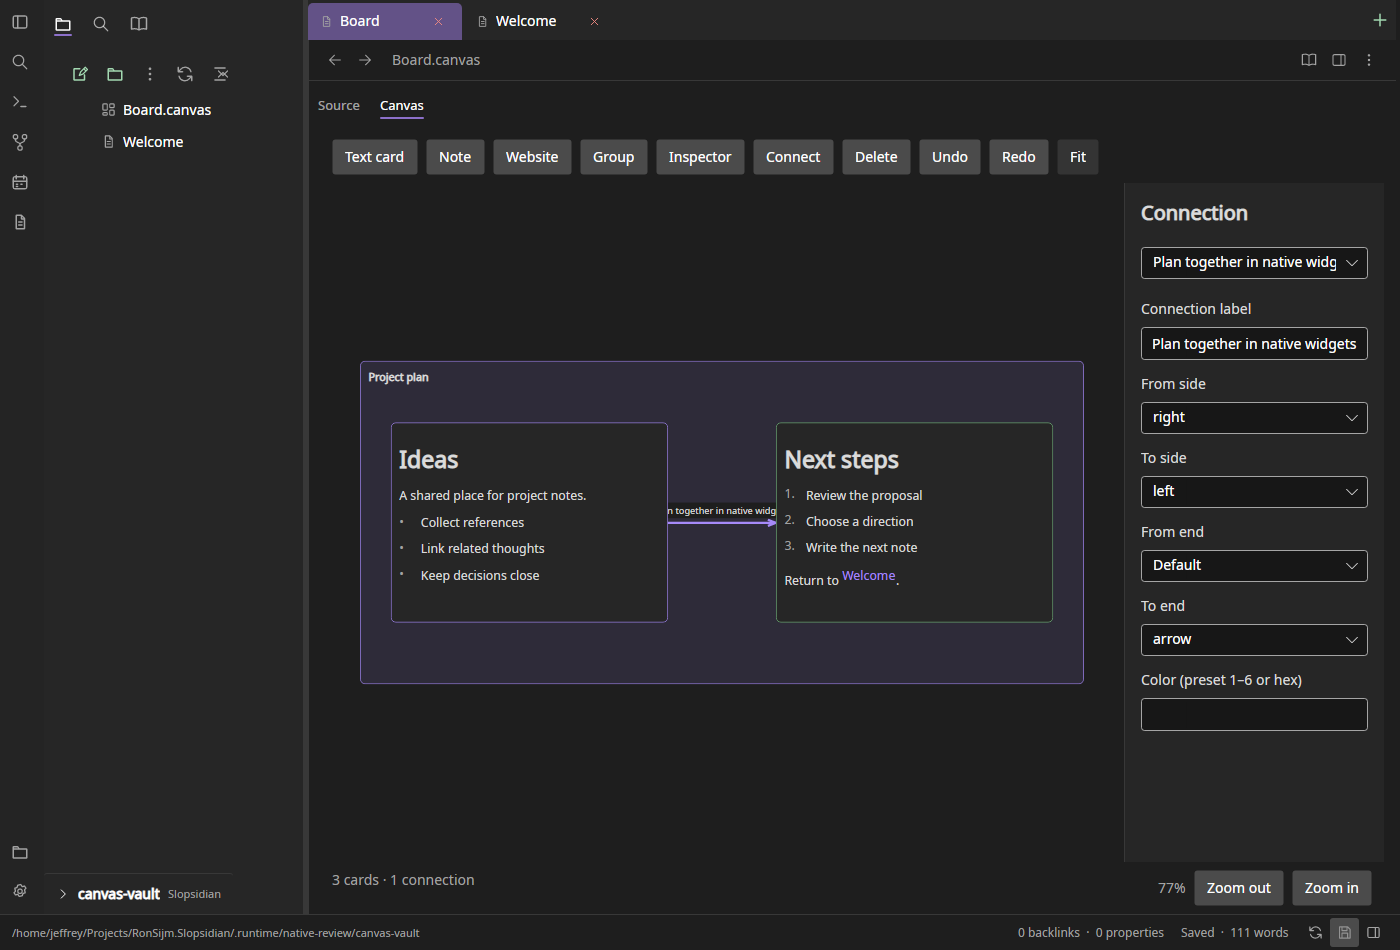 Board
Welcome
Board.canvas
Source
Canvas
Board.canvas
Welcome
Text card
Note
Website
Group
Inspector
Connect
Delete
Undo
Redo
Fit
Project plan
Ideas
A shared place for project notes.
• Collect references
• Link related thoughts
• Keep decisions close
n together in native widg
Next steps
1. Review the proposal
2. Choose a direction
3. Write the next note
Return to Welcome.
Connection
Plan together in native widg
Connection label
Plan together in native widgets
From side
right
To side
left
From end
Default
To end
arrow
Color (preset 1–6 or hex)
3 cards · 1 connection
77%
Zoom out
Zoom in
canvas-vault Slopsidian
/home/jeffrey/Projects/RonSijm.Slopsidian/.runtime/native-review/canvas-vault
0 backlinks · 0 properties
Saved · 111 words